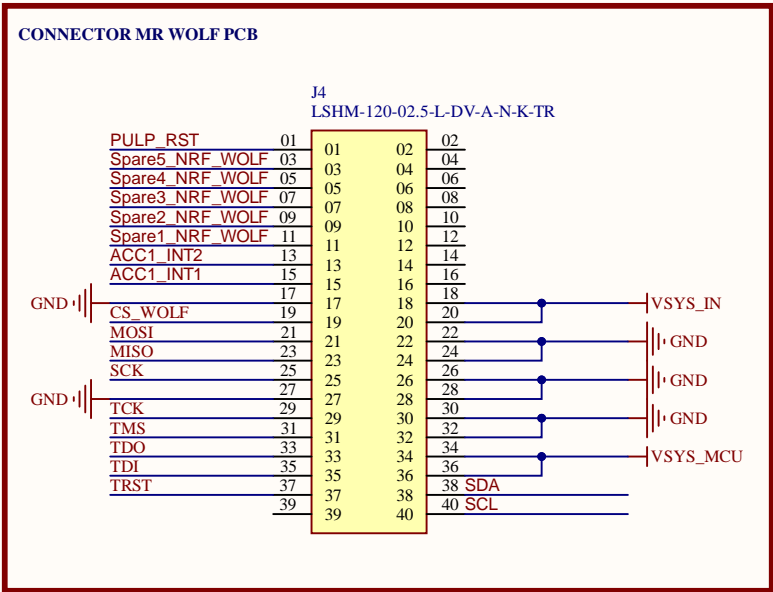 CONNECTOR MR WOLF PCB
J4
LSHM-120-02.5-L-DV-A-N-K-TR
PULP_RST 01 01 02 02
Spare5_NRF_WOLF 03 03 04 04
Spare4_NRF_WOLF 05 05 06 06
Spare3_NRF_WOLF 07 07 08 08
Spare2_NRF_WOLF 09 09 10 10
Spare1_NRF_WOLF 11 11 12 12
ACC1_INT2 13 13 14 14
ACC1_INT1 15 15 16 16
GND 17 17 18 18 VSYS_IN
CS_WOLF 19 19 20 20
MOSI 21 21 22 22 GND
MISO 23 23 24 24
SCK 25 25 26 26 GND
GND 27 27 28 28
TCK 29 29 30 30 GND
TMS 31 31 32 32
TDO 33 33 34 34 VSYS_MCU
TDI 35 35 36 36
TRST 37 37 38 38 SDA
39 39 40 40 SCL